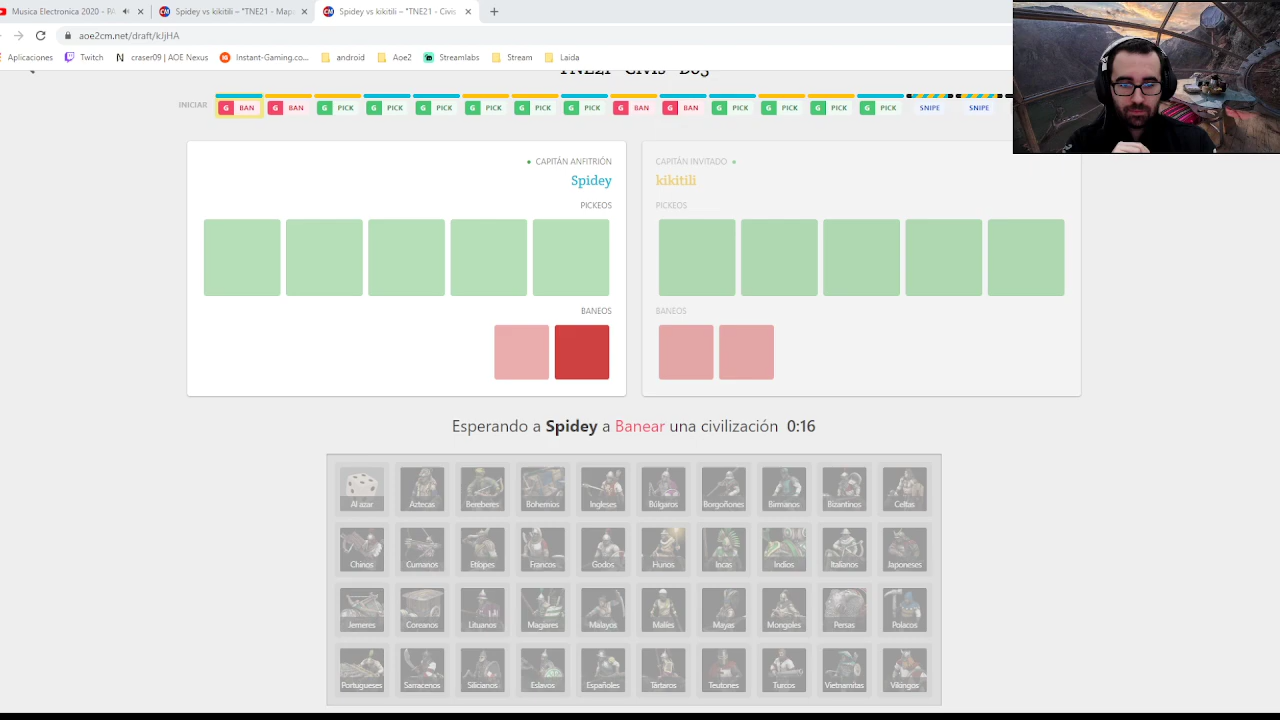 Musica Electronica 2020 - PA
Spidey vs kikitili – "TNE21 - Map
Spidey vs kikitili – "TNE21 - Civis
aoe2cm.net/draft/kJjHA
Aplicaciones
Twitch
craser09 | AOE Nexus
Instant-Gaming.co...
android
Aoe2
Streamlabs
Stream
Laida
INICIAR
G BAN
G BAN
G PICK
G PICK
G PICK
G PICK
G PICK
G PICK
G BAN
G BAN
G PICK
G PICK
G PICK
G PICK
SNIPE
SNIPE
CAPITÁN ANFITRIÓN
Spidey
PICKEOS
BANEOS
CAPITÁN INVITADO
kikitili
PICKEOS
BANEOS
Esperando a Spidey a Banear una civilización 0:16
Al azar Aztecas Bereberes Bohemios Ingleses Búlgaros Borgoñones Birmanos Bizantinos Celtas
Chinos Cumanos Etíopes Francos Godos Hunos Incas Indios Italianos Japoneses
Jemeres Coreanos Lituanos Magiares Malayos Malíes Mayas Mongoles Persas Polacos
Portugueses Sarracenos Sicilianos Eslavos Españoles Tártaros Teutones Turcos Vietnamitas Vikingos